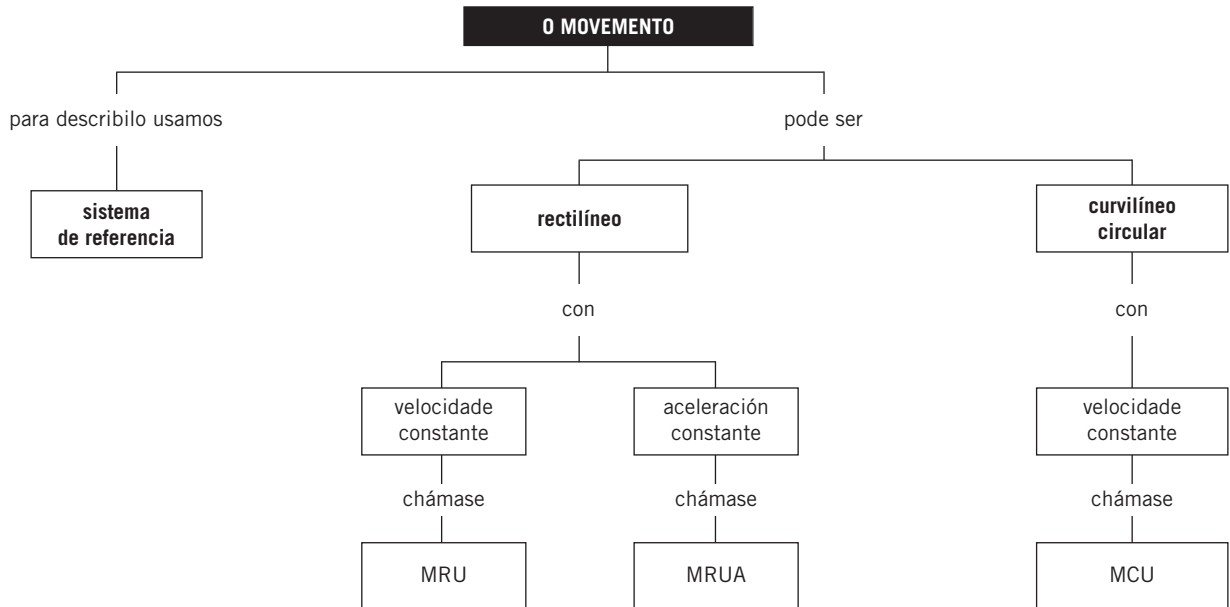 O MOVEMENTO
para describilo usamos
pode ser
sistema
de referencia
rectilíneo
curvilíneo
circular
con
con
velocidade
constante
aceleración
constante
velocidade
constante
chámase
chámase
chámase
MRU
MRUA
MCU